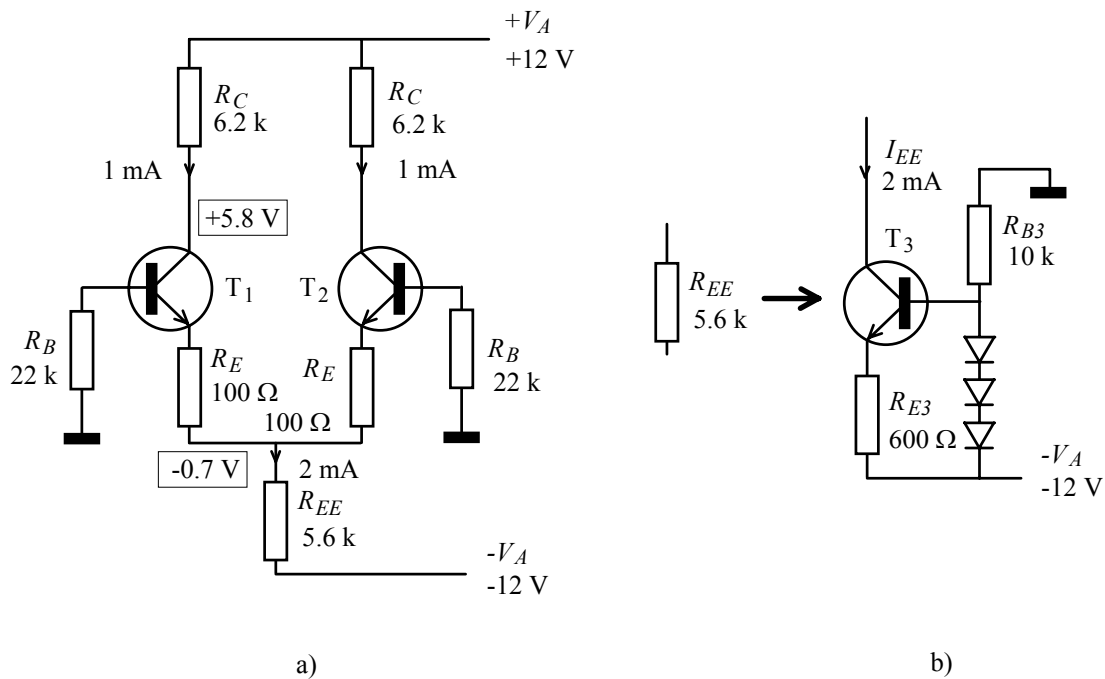 +V_A
+12 V
R_C
6.2 k
R_C
6.2 k
1 mA
1 mA
+5.8 V
T_1
T_2
R_B
22 k
R_E
100 Ω
R_E
100 Ω
R_B
22 k
-0.7 V
2 mA
R_EE
5.6 k
-V_A
-12 V
a)
R_EE
5.6 k
I_EE
2 mA
T_3
R_B3
10 k
R_E3
600 Ω
-V_A
-12 V
b)